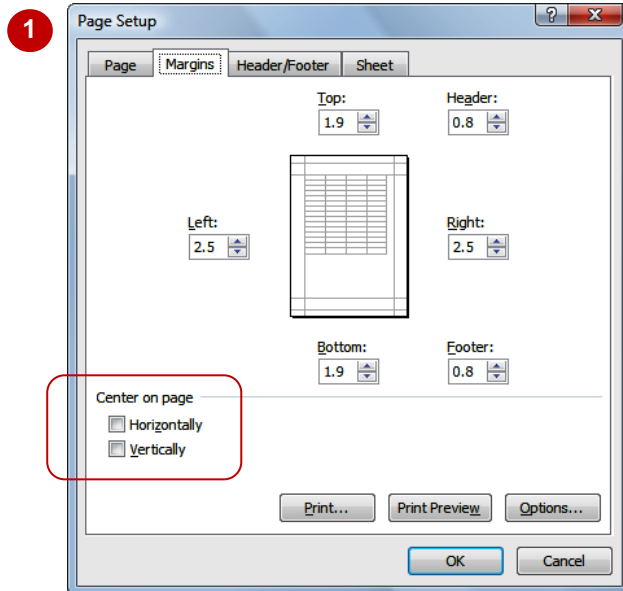 1
Page Setup
?
X
Page Margins Header/Footer Sheet
Top: Header:
1.9 0.8
Left: Right:
2.5 2.5
Bottom: Footer:
1.9 0.8
Center on page
Horizontally
Vertically
Print... Print Preview Options...
OK Cancel